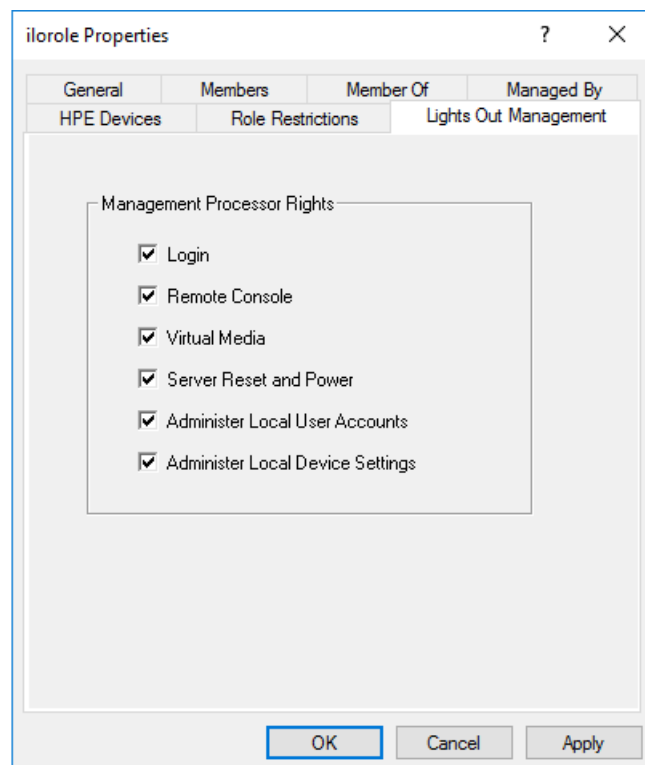 ilorole Properties ?
General Members Member Of Managed By
HPE Devices Role Restrictions Lights Out Management
Management Processor Rights
Login
Remote Console
Virtual Media
Server Reset and Power
Administer Local User Accounts
Administer Local Device Settings
OK Cancel Apply